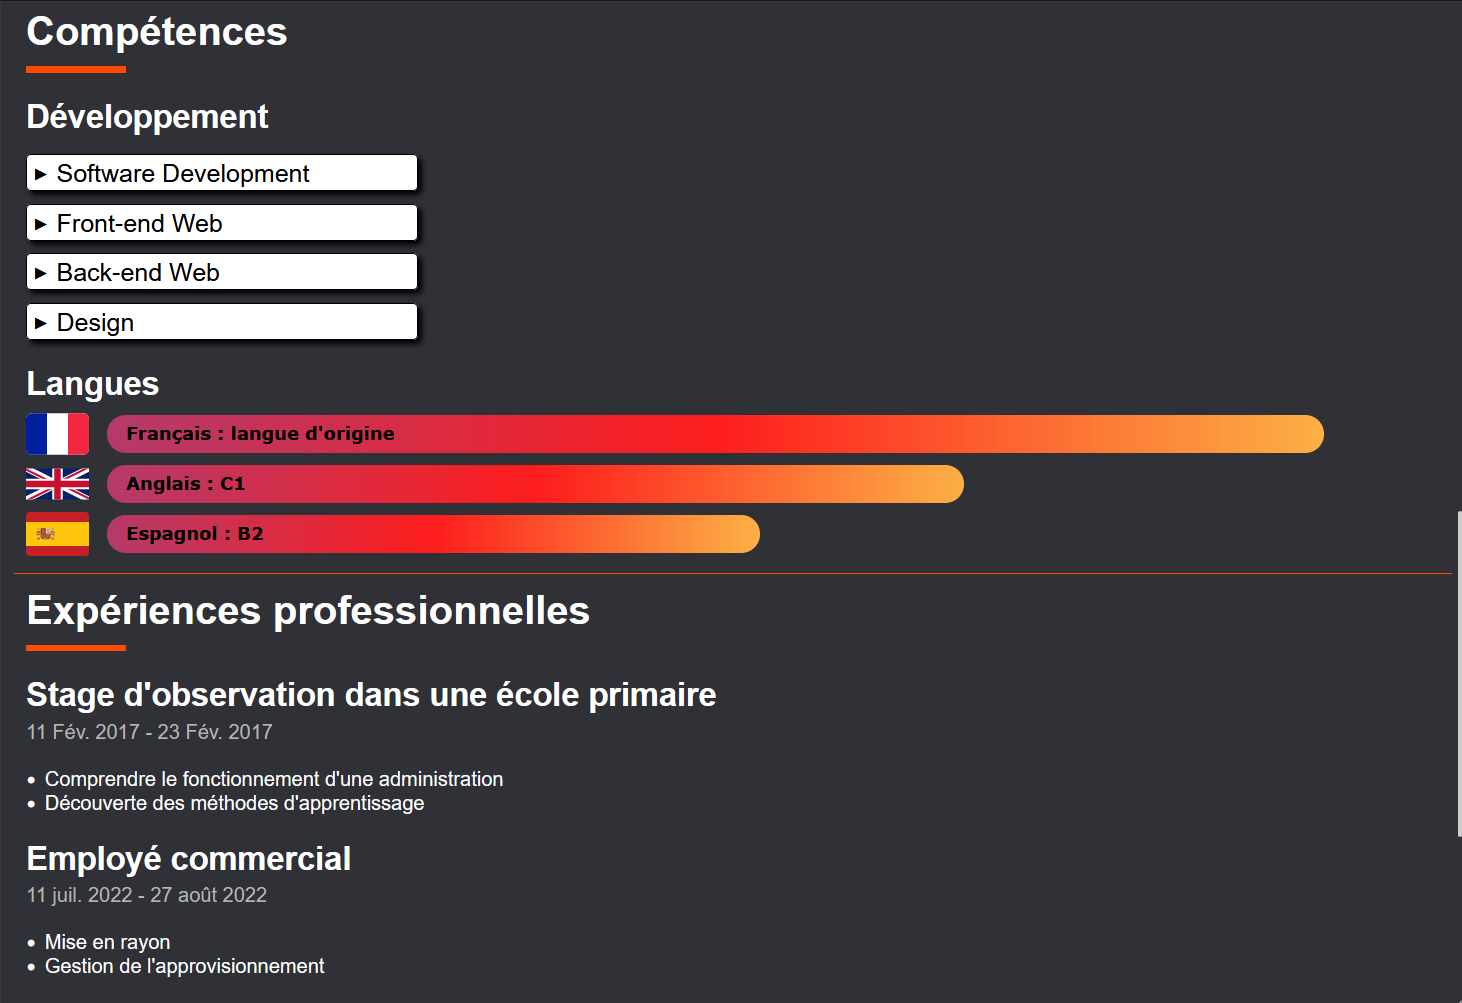 Compétences
Développement
Software Development
Front-end Web
Back-end Web
Design
Langues
Français : langue d'origine
Anglais : C1
Espagnol : B2
Expériences professionnelles
Stage d'observation dans une école primaire
11 Fév. 2017 - 23 Fév. 2017
Comprendre le fonctionnement d'une administration
Découverte des méthodes d'apprentissage
Employé commercial
11 juil. 2022 - 27 août 2022
Mise en rayon
Gestion de l'approvisionnement